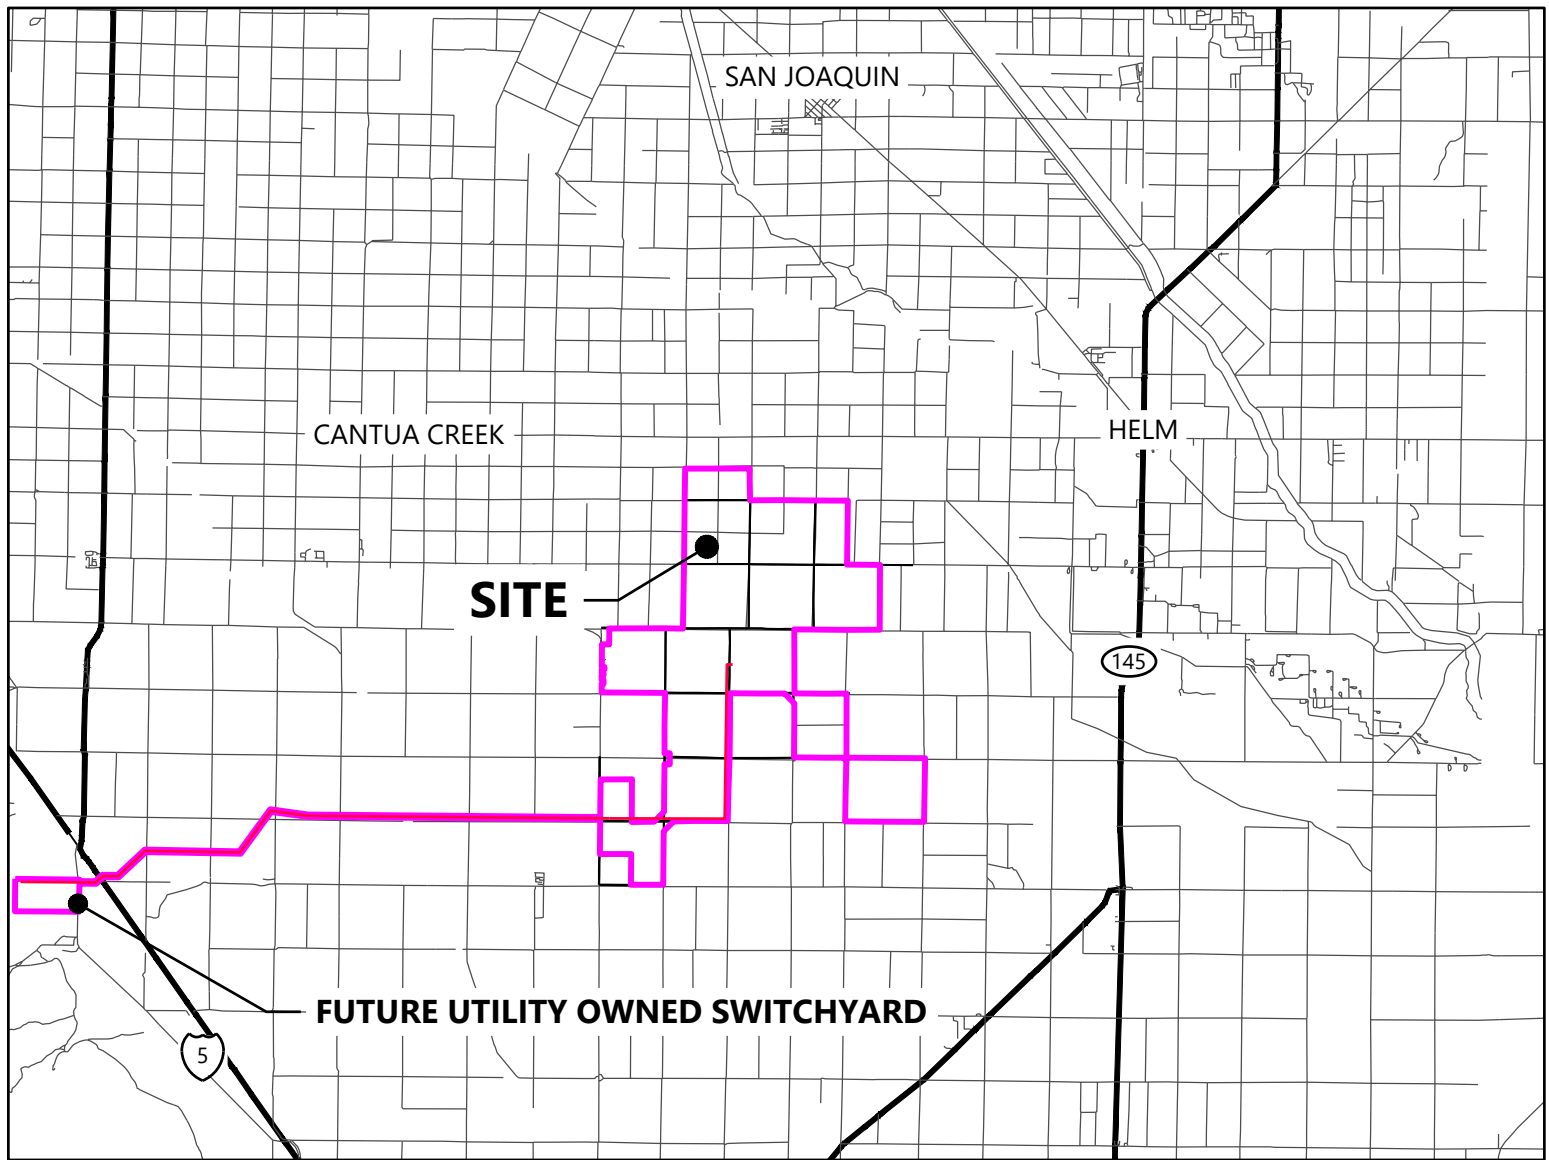 SAN JOAQUIN
CANTUA CREEK
HELM
SITE
145
FUTURE UTILITY OWNED SWITCHYARD
5